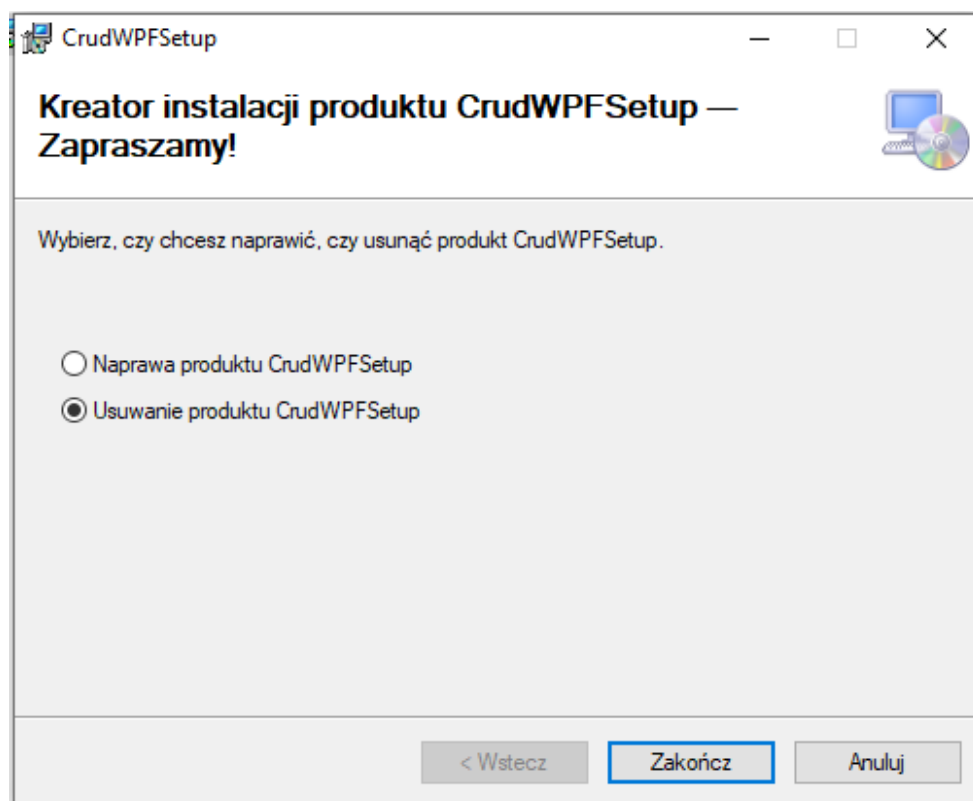 CrudWPFSetup
Kreator instalacji produktu CrudWPFSetup —
Zapraszamy!
Wybierz, czy chcesz naprawić, czy usunąć produkt CrudWPFSetup.
Naprawa produktu CrudWPFSetup
Usuwanie produktu CrudWPFSetup
< Wstecz
Zakończ
Anuluj